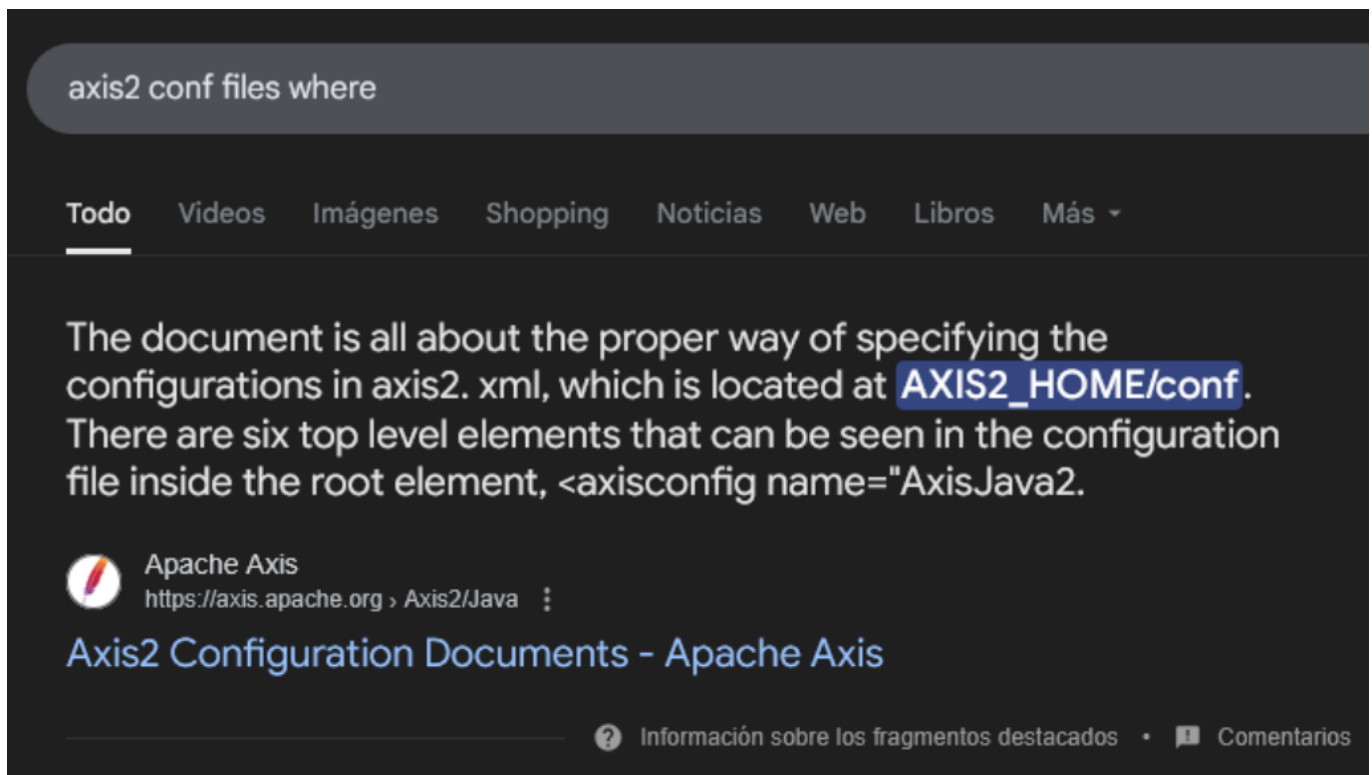 axis2 conf files where
Todo Videos Imágenes Shopping Noticias Web Libros Más
The document is all about the proper way of specifying the
configurations in axis2. xml, which is located at AXIS2_HOME/conf.
There are six top level elements that can be seen in the configuration
file inside the root element, <axisconfig name="AxisJava2.
Apache Axis
https://axis.apache.org › Axis2/Java
Axis2 Configuration Documents - Apache Axis
Información sobre los fragmentos destacados • Comentarios